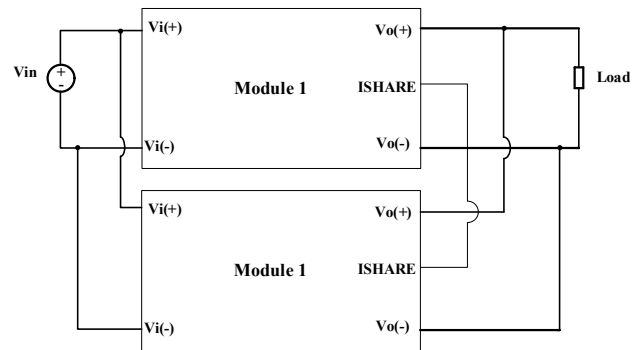 Vi(+)
Vo(+)
Vin
+
-
Module 1
ISHARE
Load
Vi(-)
Vo(-)
Vi(+)
Vo(+)
Module 1
ISHARE
Vi(-)
Vo(-)